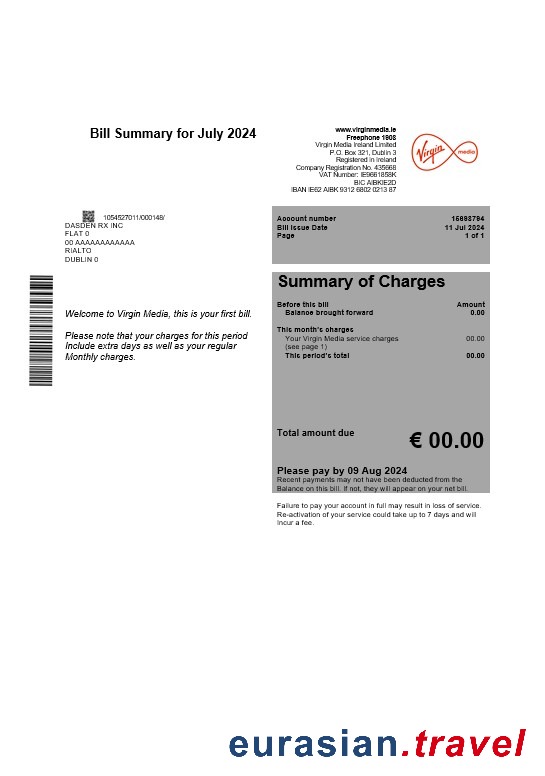 Bill Summary for July 2024
www.virginmedia.ie
Freephone 1908
Virgin Media Ireland Limited
P.O. Box 321, Dublin 3
Registered in Ireland
Company Registration No. 435668
VAT Number: IE9661858K
BIC AIBKIE2D
IBAN IE62 AIBK 9312 6802 0213 87
Virgin media
1054527011/000148/
DASDEN RX INC
FLAT 0
00 AAAAAAAAAAAA
RIALTO
DUBLIN 0
Account number 15893794
Bill Issue Date 11 Jul 2024
Page 1 of 1
Welcome to Virgin Media, this is your first bill.
Please note that your charges for this period
Include extra days as well as your regular
Monthly charges.
Summary of Charges
Before this bill Amount
Balance brought forward 0.00
This month's charges
Your Virgin Media service charges 00.00
(see page 1)
This period's total 00.00
Total amount due € 00.00
Please pay by 09 Aug 2024
Recent payments may not have been deducted from the
Balance on this bill. If not, they will appear on your net bill.
Failure to pay your account in full may result in loss of service.
Re-activation of your service could take up to 7 days and will
Incur a fee.
eurasian.travel